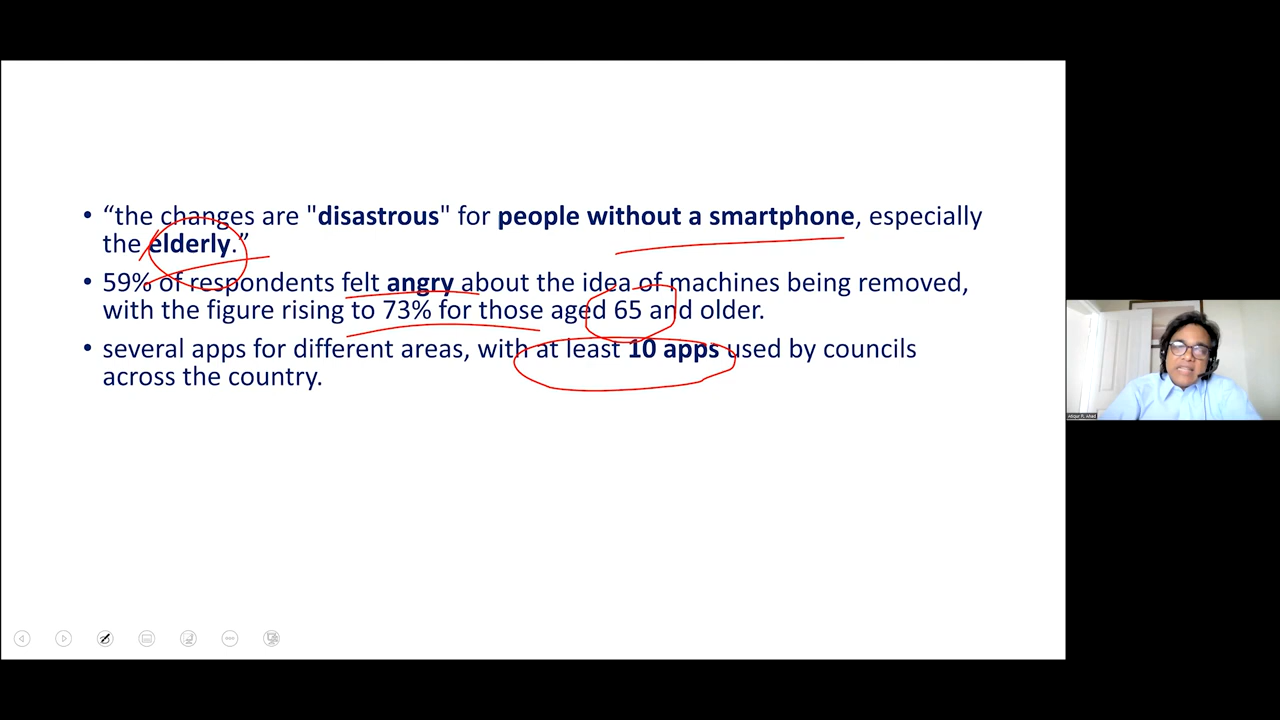 • “the changes are "disastrous" for people without a smartphone, especially
the elderly.”
• 59% of respondents felt angry about the idea of machines being removed,
with the figure rising to 73% for those aged 65 and older.
• several apps for different areas, with at least 10 apps used by councils
across the country.
Atiqur R. Ahad